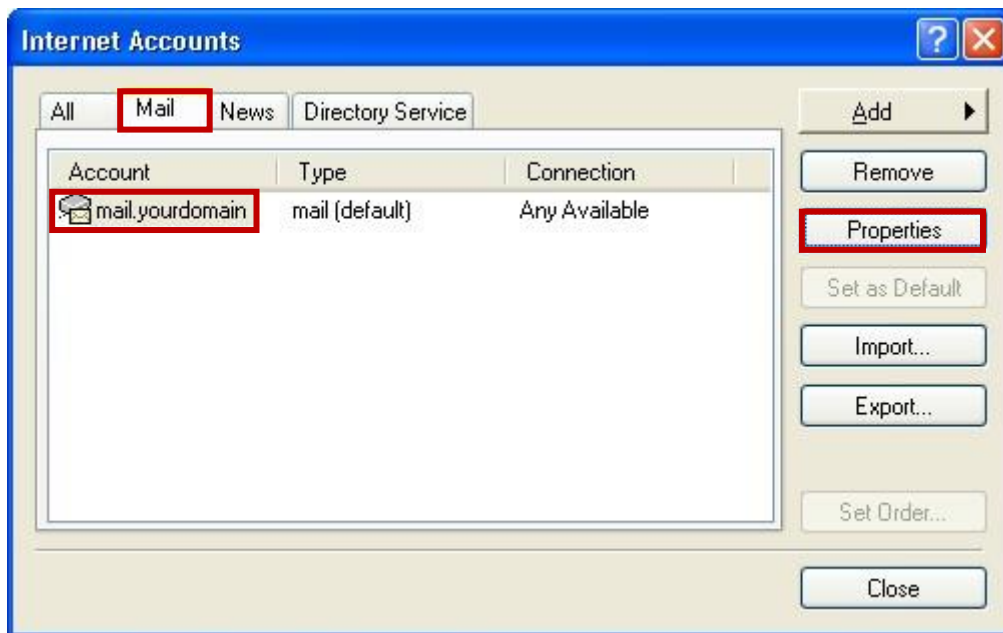 Internet Accounts
All Mail News Directory Service
Add
Account Type Connection
Remove
mail.yourdomain mail (default) Any Available
Properties
Set as Default
Import...
Export...
Set Order...
Close